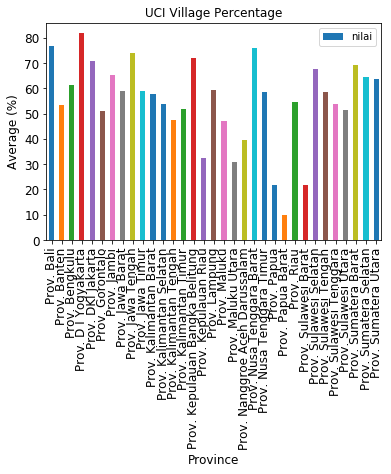 UCI Village Percentage
nilai
Average (%)
80
70
60
50
40
30
20
10
0
Prov. Bali
Prov. Banten
Prov. Bengkulu
Prov. D I Yogyakarta
Prov. DKI Jakarta
Prov. Gorontalo
Prov. Jambi
Prov. Jawa Barat
Prov. Jawa Tengah
Prov. Jawa Timur
Prov. Kalimantan Barat
Prov. Kalimantan Selatan
Prov. Kalimantan Tengah
Prov. Kalimantan Timur
Prov. Kepulauan Bangka Belitung
Prov. Kepulauan Riau
Prov. Lampung
Prov. Maluku
Prov. Maluku Utara
Prov. Nanggroe Aceh Darussalam
Prov. Nusa Tenggara Barat
Prov. Nusa Tenggara Timur
Prov. Papua
Prov. Papua Barat
Prov. Riau
Prov. Sulawesi Barat
Prov. Sulawesi Selatan
Prov. Sulawesi Tengah
Prov. Sulawesi Tenggara
Prov. Sulawesi Utara
Prov. Sumatera Barat
Prov. Sumatera Selatan
Prov. Sumatera Utara
Province